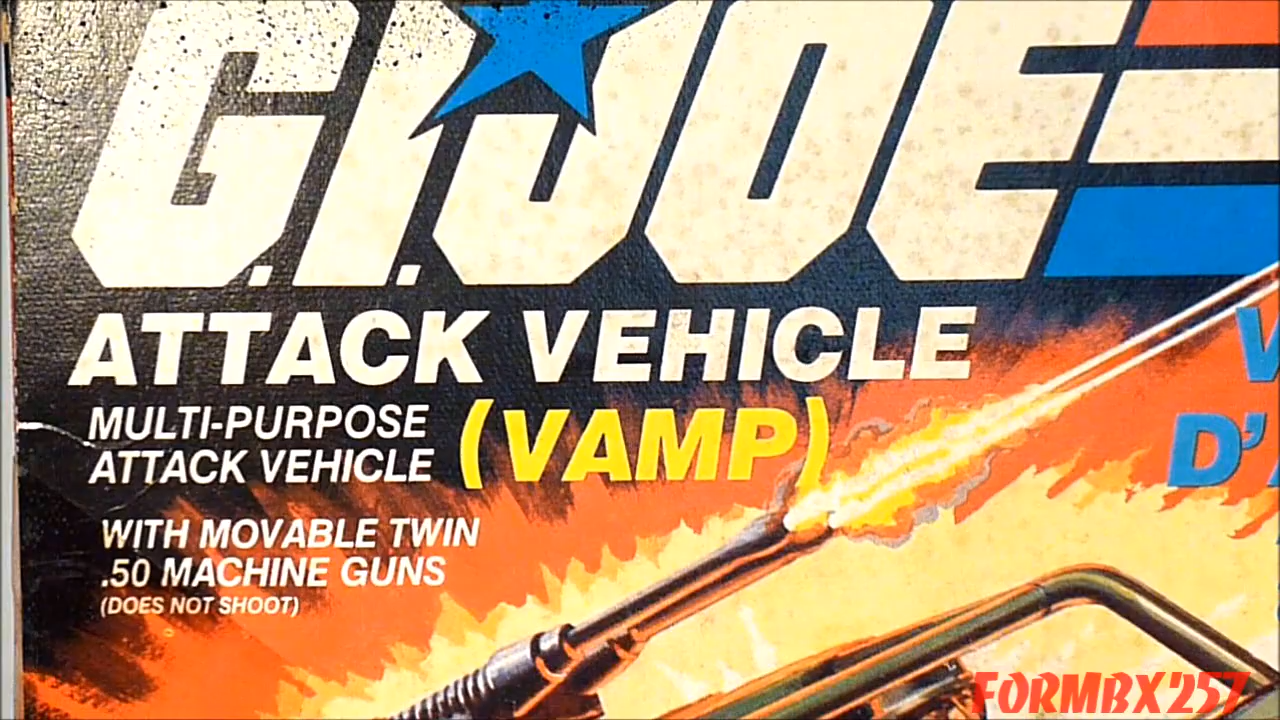 G.I.JOE
ATTACK VEHICLE
MULTI-PURPOSE
ATTACK VEHICLE (VAMP)
WITH MOVABLE TWIN
.50 MACHINE GUNS
(DOES NOT SHOOT)
D'
FORMBX257